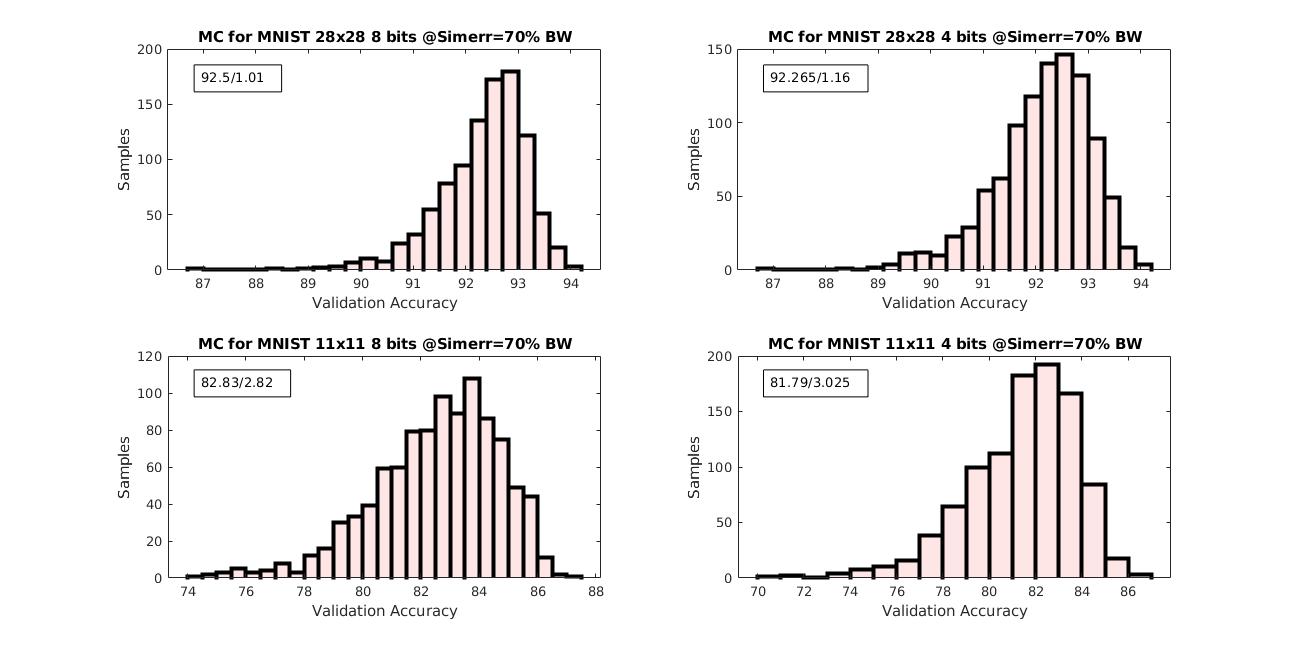 MC for MNIST 28x28 8 bits @Simerr=70% BW
92.5/1.01
Samples
200
150
100
50
0
87 88 89 90 91 92 93 94
Validation Accuracy
MC for MNIST 28x28 4 bits @Simerr=70% BW
92.265/1.16
Samples
150
100
50
0
87 88 89 90 91 92 93 94
Validation Accuracy
MC for MNIST 11x11 8 bits @Simerr=70% BW
82.83/2.82
Samples
120
100
80
60
40
20
0
74 76 78 80 82 84 86 88
Validation Accuracy
MC for MNIST 11x11 4 bits @Simerr=70% BW
81.79/3.025
Samples
200
150
100
50
0
70 72 74 76 78 80 82 84 86
Validation Accuracy